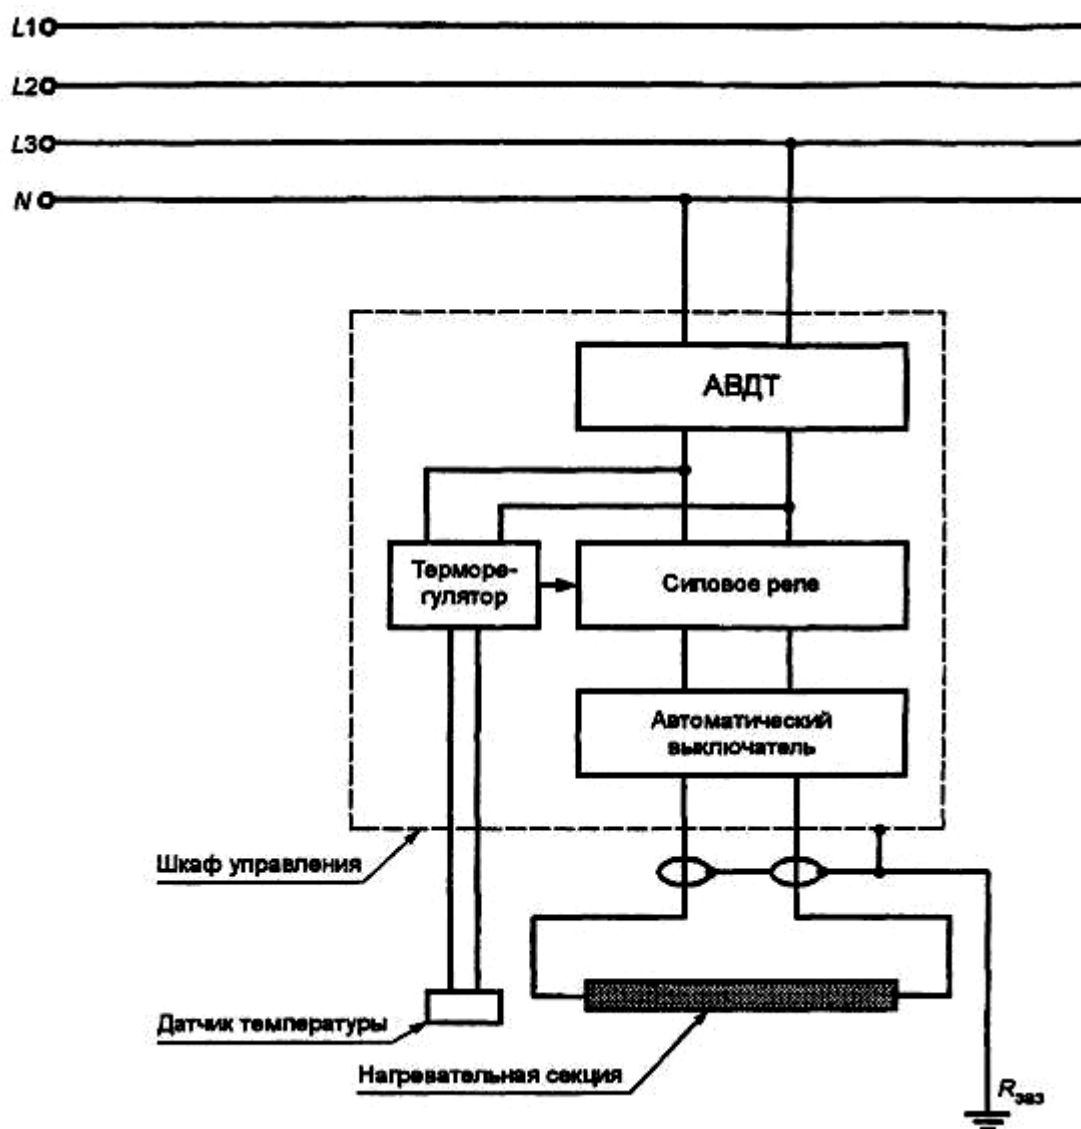 L1
L2
L3
N
АВДТ
Терморе-
гулятор
Силовое реле
Автоматический
выключатель
Шкаф управления
Датчик температуры
Нагревательная секция
Rзаз